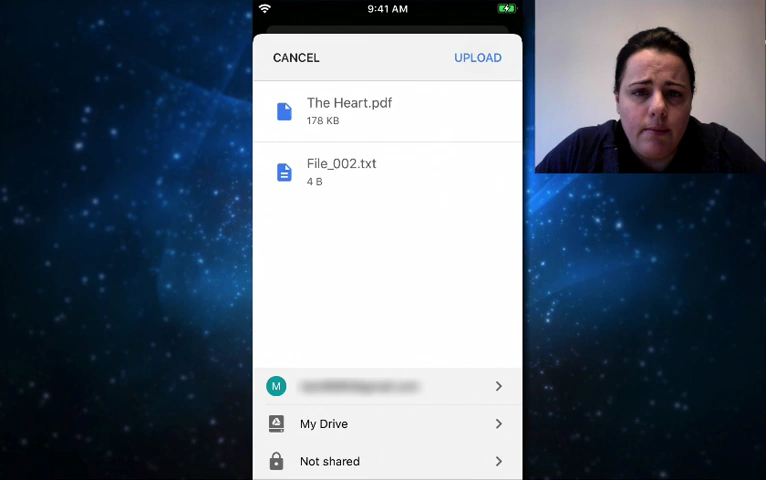 9:41 AM
CANCEL
UPLOAD
The Heart.pdf
178 KB
File_002.txt
4 B
M
My Drive
Not shared